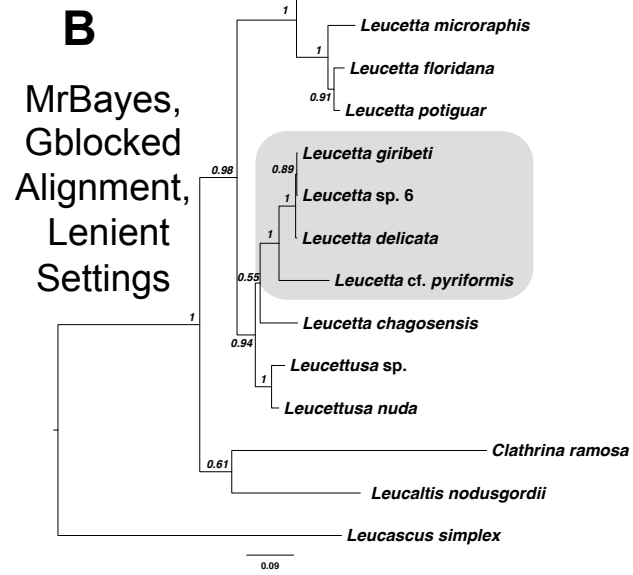 B
MrBayes,
Gblocked
Alignment,
Lenient
Settings
1
Leucetta microraphis
1
Leucetta floridana
0.91
Leucetta potiguar
0.98
Leucetta giribeti
0.89
Leucetta sp. 6
1
Leucetta delicata
1
0.55
Leucetta cf. pyriformis
Leucetta chagosensis
0.94
Leucettusa sp.
1
Leucettusa nuda
1
Clathrina ramosa
0.61
Leucaltis nodusgordii
Leucascus simplex
0.09